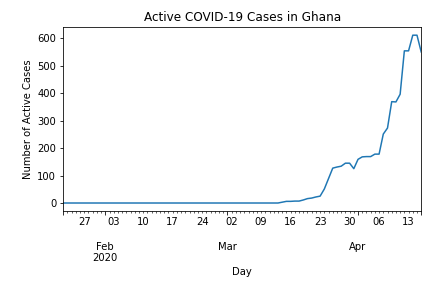 Active COVID-19 Cases in Ghana
600
500
400
300
200
100
0
Number of Active Cases
27 03 10 17 24 02 09 16 23 30 06 13
Feb Mar Apr
2020
Day